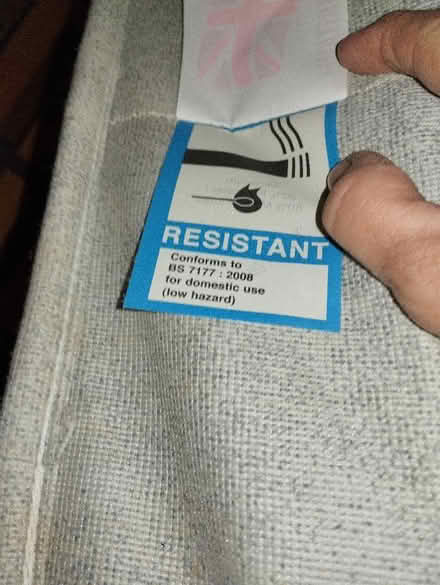 RESISTANT
Conforms to
BS 7177 : 2008
for domestic use
(low hazard)